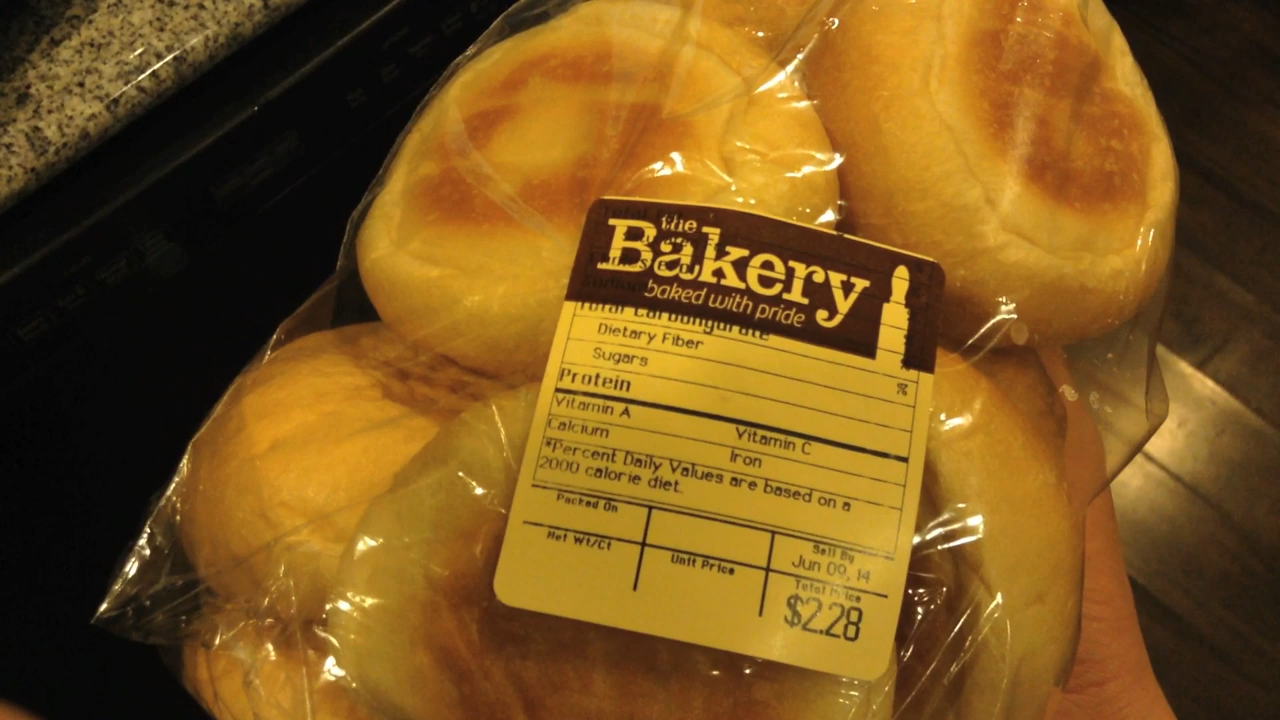 the
Bakery
baked with pride
Total Carbohydrate
Dietary Fiber
Sugars
%
Protein
Vitamin A Vitamin C
Calcium Iron
*Percent Daily Values are based on a
2000 calorie diet.
Packed On
Sell By
Jun 09, 14
Net Wt/Ct
Unit Price
Total Price
$2.28